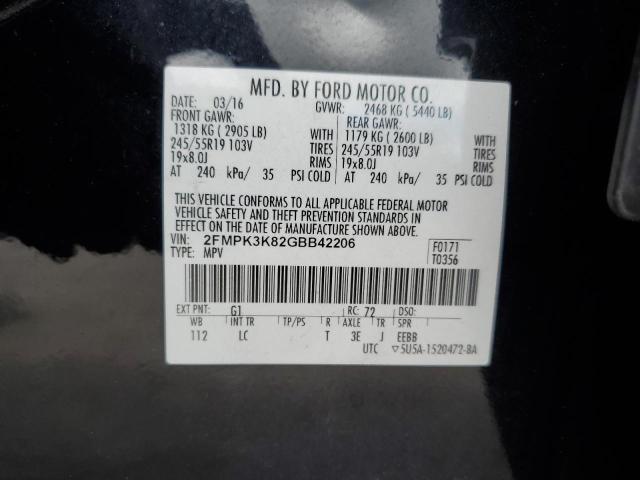 MFD. BY FORD MOTOR CO.
DATE: 03/16 GVWR: 2468 KG ( 5440 LB)
FRONT GAWR: REAR GAWR:
1318 KG ( 2905 LB) WITH 1179 KG ( 2600 LB) WITH
245/55R19 103V TIRES 245/55R19 103V TIRES
19x8.0J RIMS 19x8.0J RIMS
AT 240 kPa/ 35 PSI COLD AT 240 kPa/ 35 PSI COLD
THIS VEHICLE CONFORMS TO ALL APPLICABLE FEDERAL MOTOR
VEHICLE SAFETY AND THEFT PREVENTION STANDARDS IN
EFFECT ON THE DATE OF MANUFACTURE SHOWN ABOVE.
VIN: 2FMPK3K82GBB42206 F0171
TYPE: MPV T0356
EXT PNT: G1 RC: 72 DSO:
WB INT TR TP/PS R AXLE TR SPR
112 LC T 3E J EEBB
UTC ▽5U5A-1520472-BA